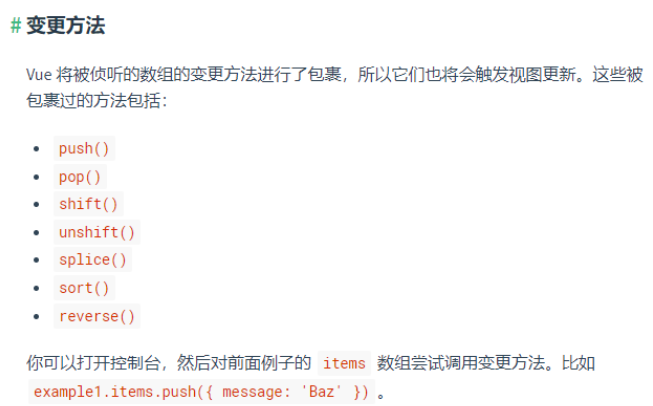 # 变更方法
Vue 将被侦听的数组的变更方法进行了包裹，所以它们也将会触发视图更新。这些被
包裹过的方法包括：
• push()
• pop()
• shift()
• unshift()
• splice()
• sort()
• reverse()
你可以打开控制台，然后对前面例子的 items 数组尝试调用变更方法。比如
example1.items.push({ message: 'Baz' }) 。